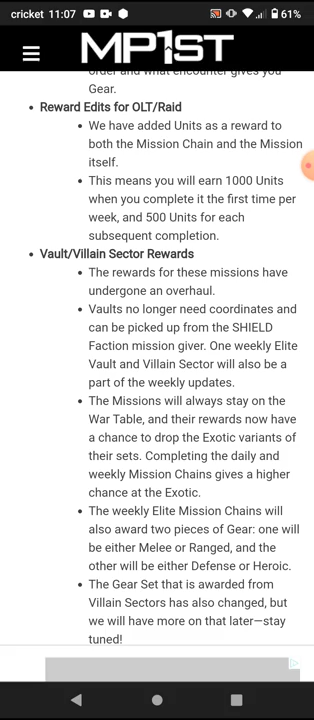 cricket 11:07 61%
MP1ST
order and what encounter gives you
Gear.
• Reward Edits for OLT/Raid
• We have added Units as a reward to
both the Mission Chain and the Mission
itself.
• This means you will earn 1000 Units
when you complete it the first time per
week, and 500 Units for each
subsequent completion.
• Vault/Villain Sector Rewards
• The rewards for these missions have
undergone an overhaul.
• Vaults no longer need coordinates and
can be picked up from the SHIELD
Faction mission giver. One weekly Elite
Vault and Villain Sector will also be a
part of the weekly updates.
• The Missions will always stay on the
War Table, and their rewards now have
a chance to drop the Exotic variants of
their sets. Completing the daily and
weekly Mission Chains gives a higher
chance at the Exotic.
• The weekly Elite Mission Chains will
also award two pieces of Gear: one will
be either Melee or Ranged, and the
other will be either Defense or Heroic.
• The Gear Set that is awarded from
Villain Sectors has also changed, but
we will have more on that later—stay
tuned!